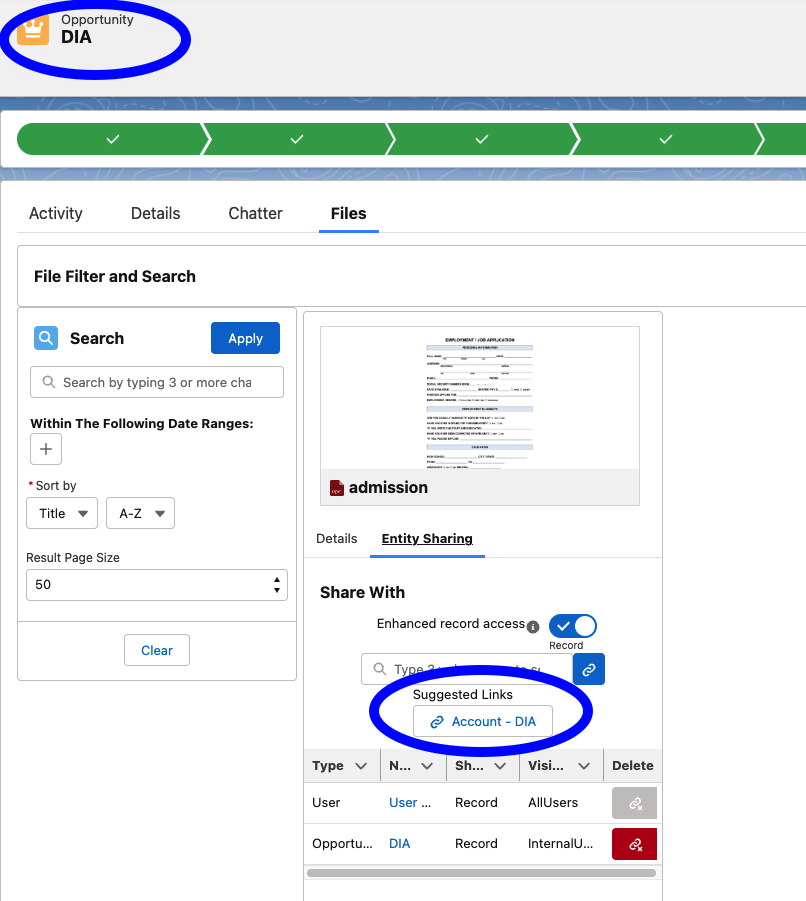 Opportunity
DIA
Activity Details Chatter Files
File Filter and Search
Search Apply
Search by typing 3 or more cha
Within The Following Date Ranges:
* Sort by
Title A-Z
Result Page Size
50
Clear
EMPLOYMENT / JOB APPLICATION
admission
Details Entity Sharing
Share With
Enhanced record access
Record
Suggested Links
Account - DIA
Type N... Sh... Visi... Delete
User User ... Record AllUsers
Opportu... DIA Record InternalU...